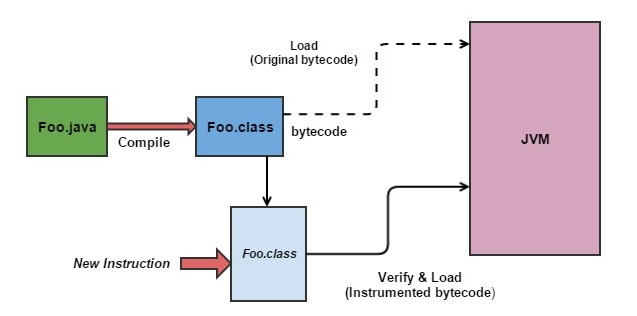 Load
(Original bytecode)
Foo.java
Compile
Foo.class
bytecode
JVM
New Instruction
Foo.class
Verify & Load
(Instrumented bytecode)